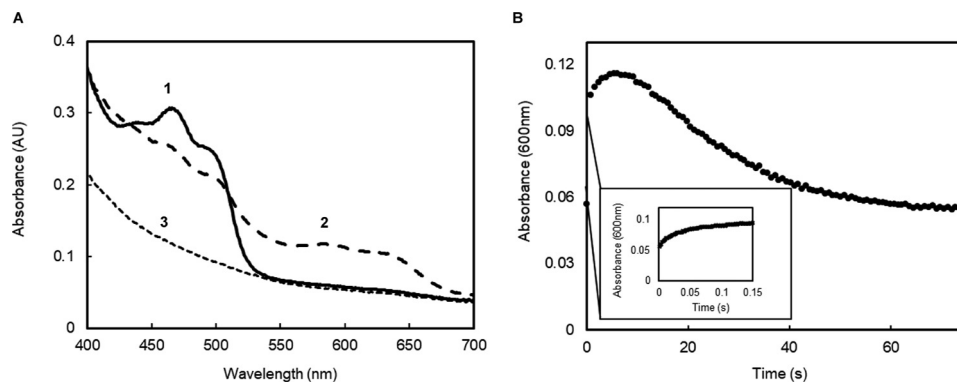 A
Absorbance (AU)
0.4
0.3
0.2
0.1
0
1
2
3
400 450 500 550 600 650 700
Wavelength (nm)
B
Absorbance (600nm)
0.12
0.09
0.06
0.03
0
Absorbance (600nm)
0.1
0.05
0
0 0.05 0.1 0.15
Time (s)
0 20 40 60
Time (s)